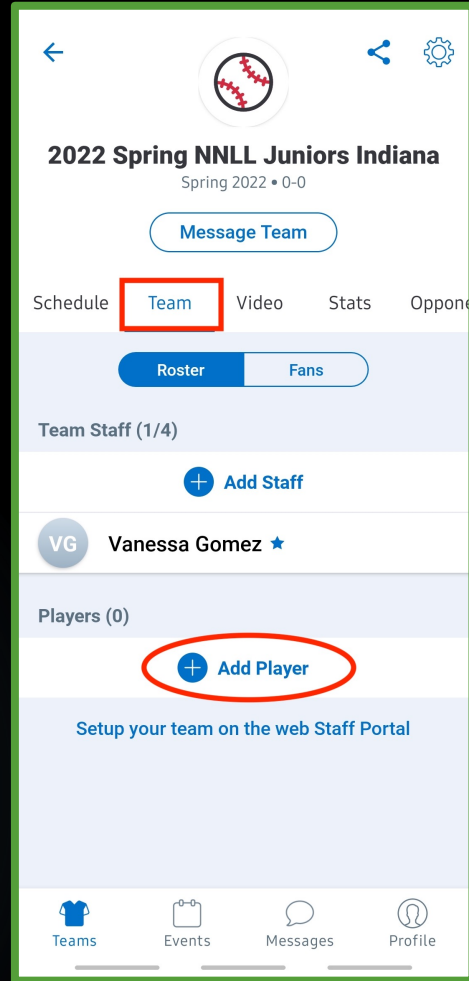 2022 Spring NNLL Juniors Indiana
Spring 2022 • 0-0
Message Team
Schedule Team Video Stats Oppone
Roster Fans
Team Staff (1/4)
Add Staff
VG Vanessa Gomez
Players (0)
Add Player
Setup your team on the web Staff Portal
Teams Events Messages Profile